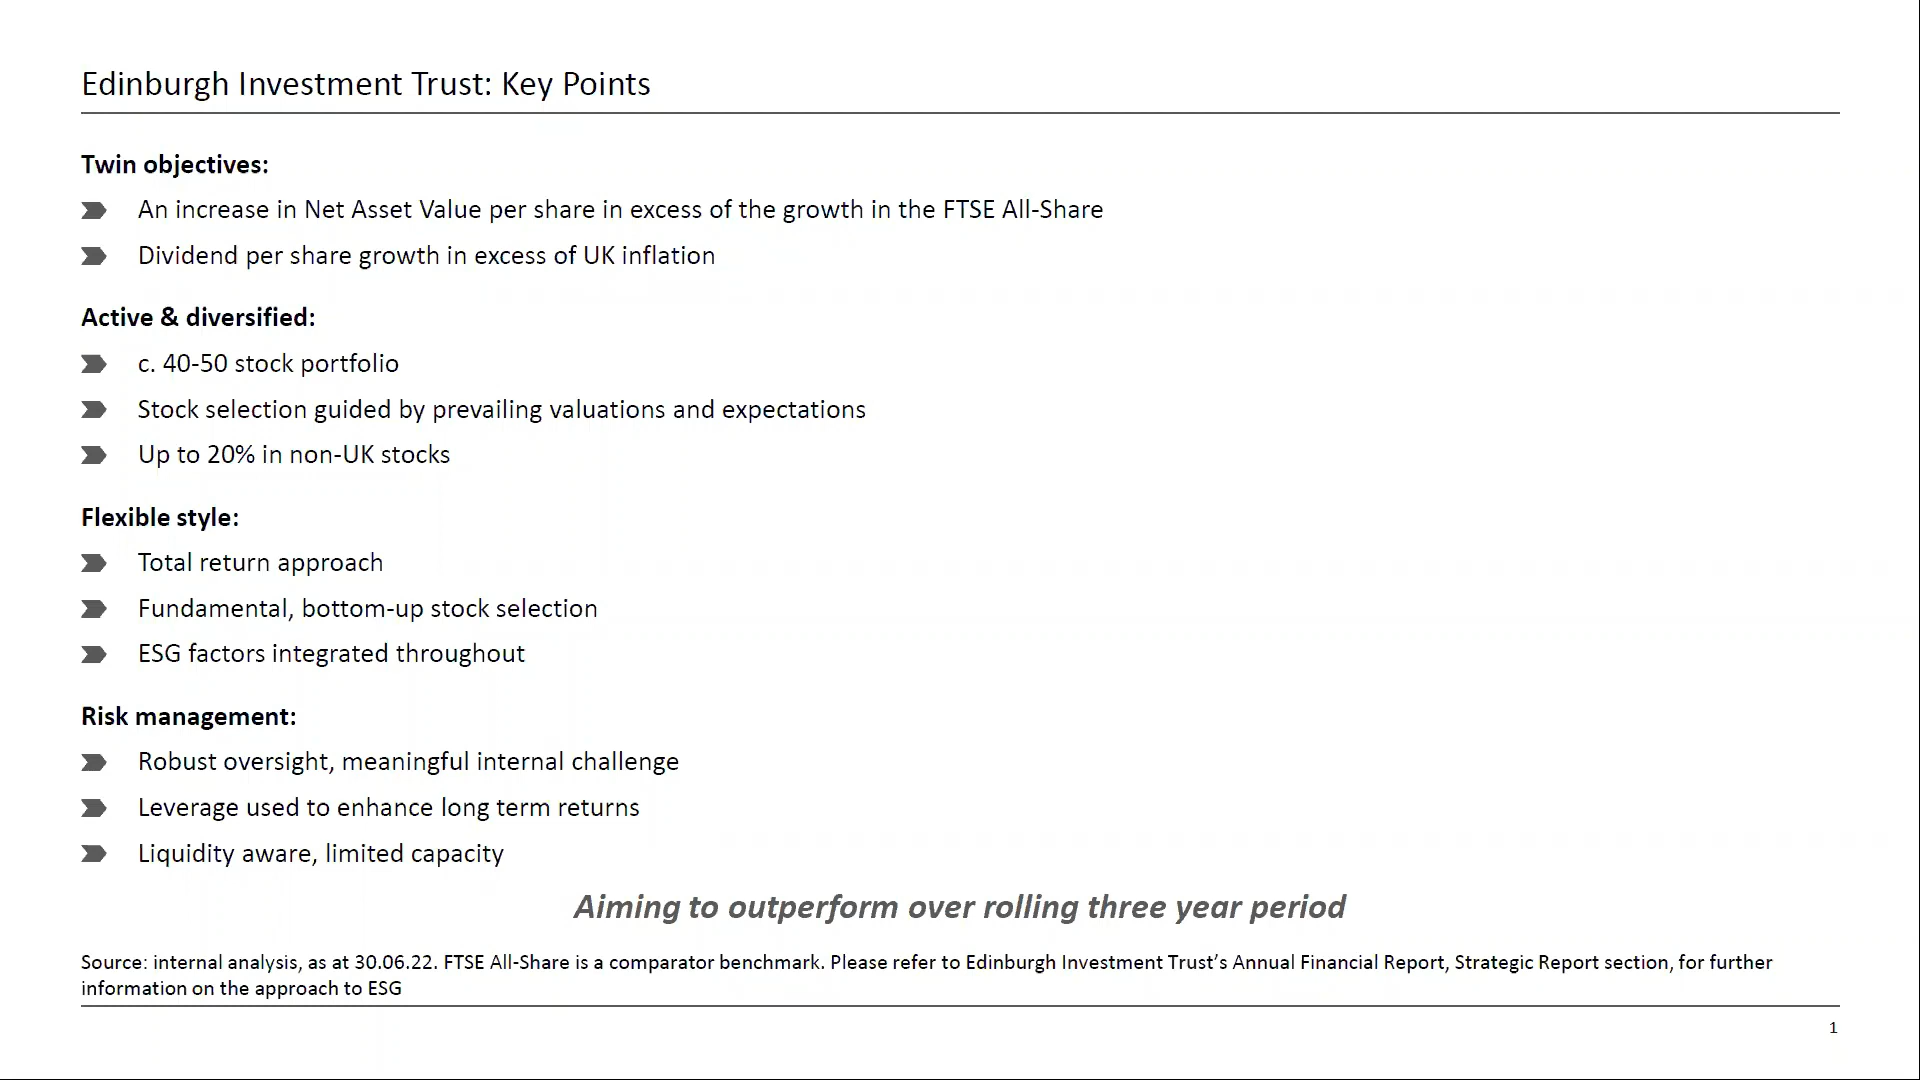 Edinburgh Investment Trust: Key Points
Twin objectives:
An increase in Net Asset Value per share in excess of the growth in the FTSE All-Share
Dividend per share growth in excess of UK inflation
Active & diversified:
c. 40-50 stock portfolio
Stock selection guided by prevailing valuations and expectations
Up to 20% in non-UK stocks
Flexible style:
Total return approach
Fundamental, bottom-up stock selection
ESG factors integrated throughout
Risk management:
Robust oversight, meaningful internal challenge
Leverage used to enhance long term returns
Liquidity aware, limited capacity
Aiming to outperform over rolling three year period
Source: internal analysis, as at 30.06.22. FTSE All-Share is a comparator benchmark. Please refer to Edinburgh Investment Trust’s Annual Financial Report, Strategic Report section, for further
information on the approach to ESG
1